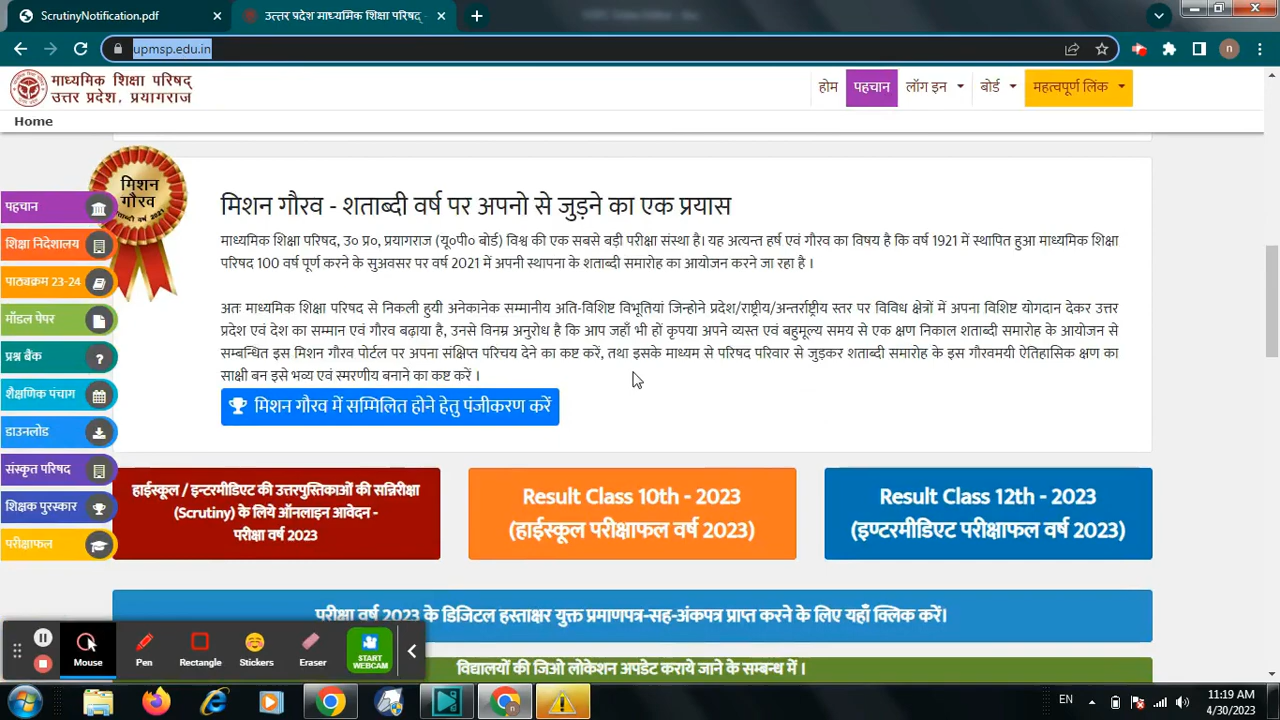 ScrutinyNotification.pdf
उत्तर प्रदेश माध्यमिक शिक्षा परिषद् -
upmsp.edu.in
n
माध्यमिक शिक्षा परिषद्
उत्तर प्रदेश, प्रयागराज
होम
पहचान
लॉग इन
बोर्ड
महत्वपूर्ण लिंक
Home
मिशन
गौरव
शताब्दी वर्ष 2021
पहचान
शिक्षा निदेशालय
पाठ्यक्रम 23-24
मॉडल पेपर
प्रश्न बैंक
शैक्षणिक पंचाग
डाउनलोड
संस्कृत परिषद
शिक्षक पुरस्कार
परीक्षाफल
मिशन गौरव - शताब्दी वर्ष पर अपनो से जुड़ने का एक प्रयास
माध्यमिक शिक्षा परिषद, उ० प्र०, प्रयागराज (यू०पी० बोर्ड) विश्व की एक सबसे बड़ी परीक्षा संस्था है। यह अत्यन्त हर्ष एवं गौरव का विषय है कि वर्ष 1921 में स्थापित हुआ माध्यमिक शिक्षा
परिषद 100 वर्ष पूर्ण करने के सुअवसर पर वर्ष 2021 में अपनी स्थापना के शताब्दी समारोह का आयोजन करने जा रहा है ।
अतः माध्यमिक शिक्षा परिषद से निकली हुयी अनेकानेक सम्मानीय अति-विशिष्ट विभूतियां जिन्होने प्रदेश/राष्ट्रीय/अन्तर्राष्ट्रीय स्तर पर विविध क्षेत्रों में अपना विशिष्ट योगदान देकर उत्तर
प्रदेश एवं देश का सम्मान एवं गौरव बढ़ाया है, उनसे विनम्र अनुरोध है कि आप जहाँ भी हों कृपया अपने व्यस्त एवं बहुमूल्य समय से एक क्षण निकाल शताब्दी समारोह के आयोजन से
सम्बन्धित इस मिशन गौरव पोर्टल पर अपना संक्षिप्त परिचय देने का कष्ट करें, तथा इसके माध्यम से परिषद परिवार से जुड़कर शताब्दी समारोह के इस गौरवमयी ऐतिहासिक क्षण का
साक्षी बन इसे भव्य एवं स्मरणीय बनाने का कष्ट करें ।
मिशन गौरव में सम्मिलित होने हेतु पंजीकरण करें
हाईस्कूल / इन्टरमीडिएट की उत्तरपुस्तिकाओं की सन्निरीक्षा
(Scrutiny) के लिये ऑनलाइन आवेदन -
परीक्षा वर्ष 2023
Result Class 10th - 2023
(हाईस्कूल परीक्षाफल वर्ष 2023)
Result Class 12th - 2023
(इण्टरमीडिएट परीक्षाफल वर्ष 2023)
परीक्षा वर्ष 2023 के डिजिटल हस्ताक्षर युक्त प्रमाणपत्र-सह-अंकपत्र प्राप्त करने के लिए यहाँ क्लिक करें।
विद्यालयों की जिओ लोकेशन अपडेट कराये जाने के सम्बन्ध में ।
Mouse
Pen
Rectangle
Stickers
Eraser
START
WEBCAM
EN
11:19 AM
4/30/2023